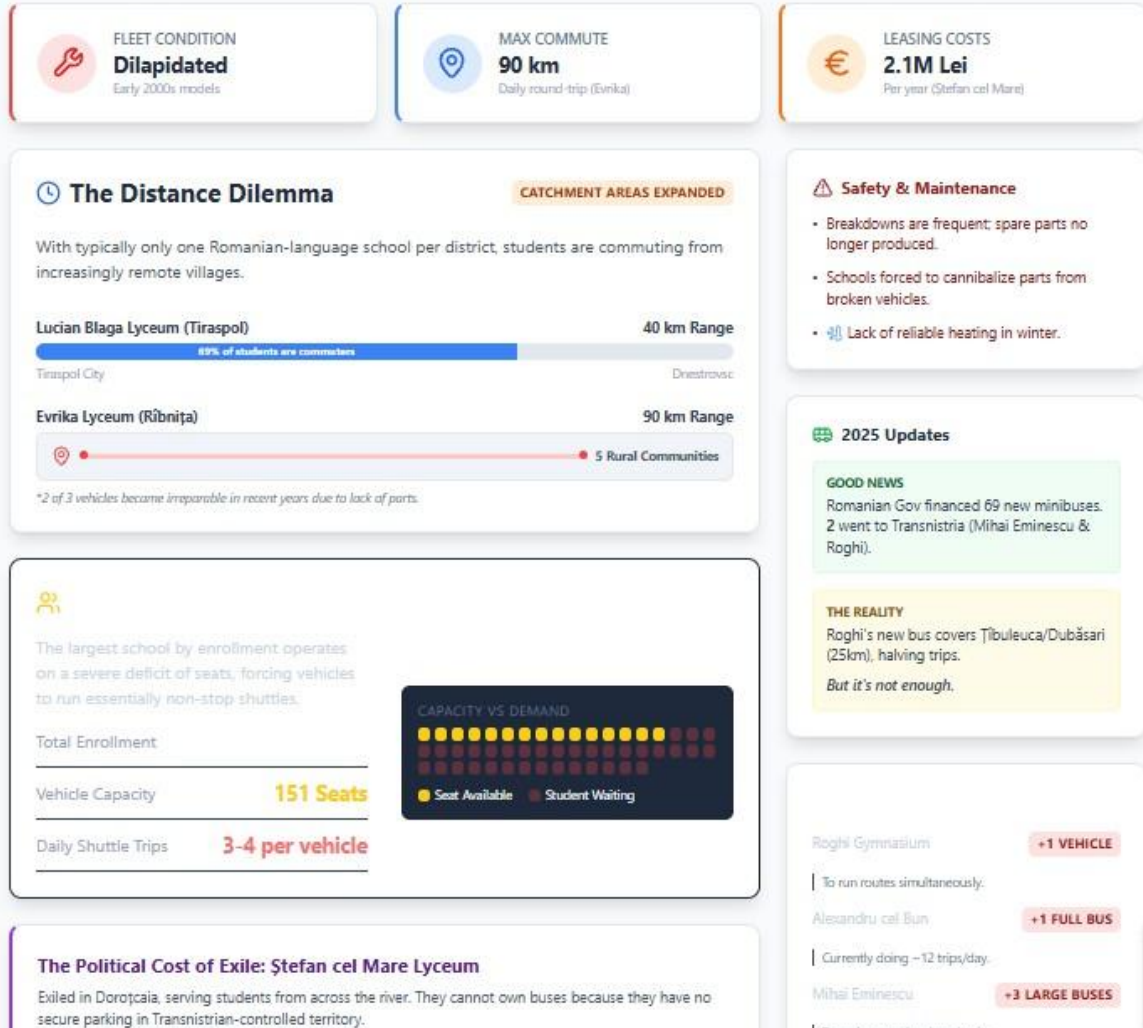 FLEET CONDITION
Dilapidated
Early 2000s models
MAX COMMUTE
90 km
Daily round-trip (Evrika)
LEASING COSTS
2.1M Lei
Per year (Ștefan cel Mare)
The Distance Dilemma
CATCHMENT AREAS EXPANDED
With typically only one Romanian-language school per district, students are commuting from
increasingly remote villages.
Lucian Blaga Lyceum (Tiraspol)
40 km Range
89% of students are commuters
Tiraspol City
Dnestrovsc
Evrika Lyceum (Rîbnița)
90 km Range
5 Rural Communities
*2 of 3 vehicles became irreparable in recent years due to lack of parts.
The largest school by enrollment operates
on a severe deficit of seats, forcing vehicles
to run essentially non-stop shuttles.
Total Enrollment
Vehicle Capacity
151 Seats
Daily Shuttle Trips
3-4 per vehicle
CAPACITY VS DEMAND
Seat Available
Student Waiting
The Political Cost of Exile: Ștefan cel Mare Lyceum
Exiled in Doroțcaia, serving students from across the river. They cannot own buses because they have no
secure parking in Transnistrian-controlled territory.
Safety & Maintenance
• Breakdowns are frequent; spare parts no
longer produced.
• Schools forced to cannibalize parts from
broken vehicles.
• Lack of reliable heating in winter.
2025 Updates
GOOD NEWS
Romanian Gov financed 69 new minibuses.
2 went to Transnistria (Mihai Eminescu &
Roghi).
THE REALITY
Roghi's new bus covers Țîbuleuca/Dubăsari
(25km), halving trips.
But it's not enough.
Roghi Gymnasium
+1 VEHICLE
To run routes simultaneously.
Alexandru cel Bun
+1 FULL BUS
Currently doing ~12 trips/day.
Mihai Eminescu
+3 LARGE BUSES